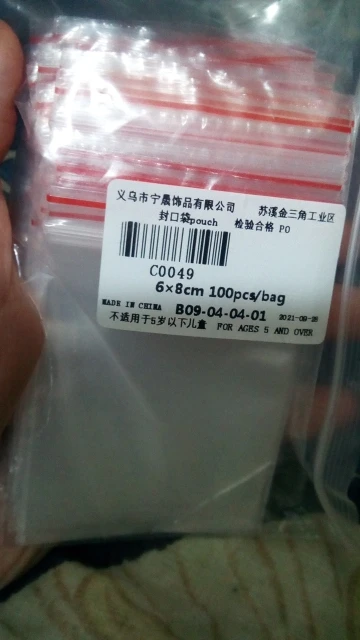 义乌市宁晨饰品有限公司 苏溪金三角工业区
封口袋pouch 检验合格 PO
C0049
6×8cm 100pcs/bag
MADE IN CHINA B09-04-04-01 2021-09-28
不适用于5岁以下儿童 FOR AGES 5 AND OVER